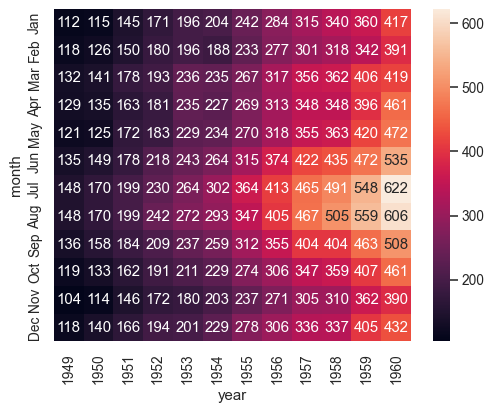 Jan 112 115 145 171 196 204 242 284 315 340 360 417
Feb 118 126 150 180 196 188 233 277 301 318 342 391
Mar 132 141 178 193 236 235 267 317 356 362 406 419
Apr 129 135 163 181 235 227 269 313 348 348 396 461
May 121 125 172 183 229 234 270 318 355 363 420 472
Jun 135 149 178 218 243 264 315 374 422 435 472 535
Jul 148 170 199 230 264 302 364 413 465 491 548 622
Aug 148 170 199 242 272 293 347 405 467 505 559 606
Sep 136 158 184 209 237 259 312 355 404 404 463 508
Oct 119 133 162 191 211 229 274 306 347 359 407 461
Nov 104 114 146 172 180 203 237 271 305 310 362 390
Dec 118 140 166 194 201 229 278 306 336 337 405 432
1949 1950 1951 1952 1953 1954 1955 1956 1957 1958 1959 1960
year
month
600
500
400
300
200